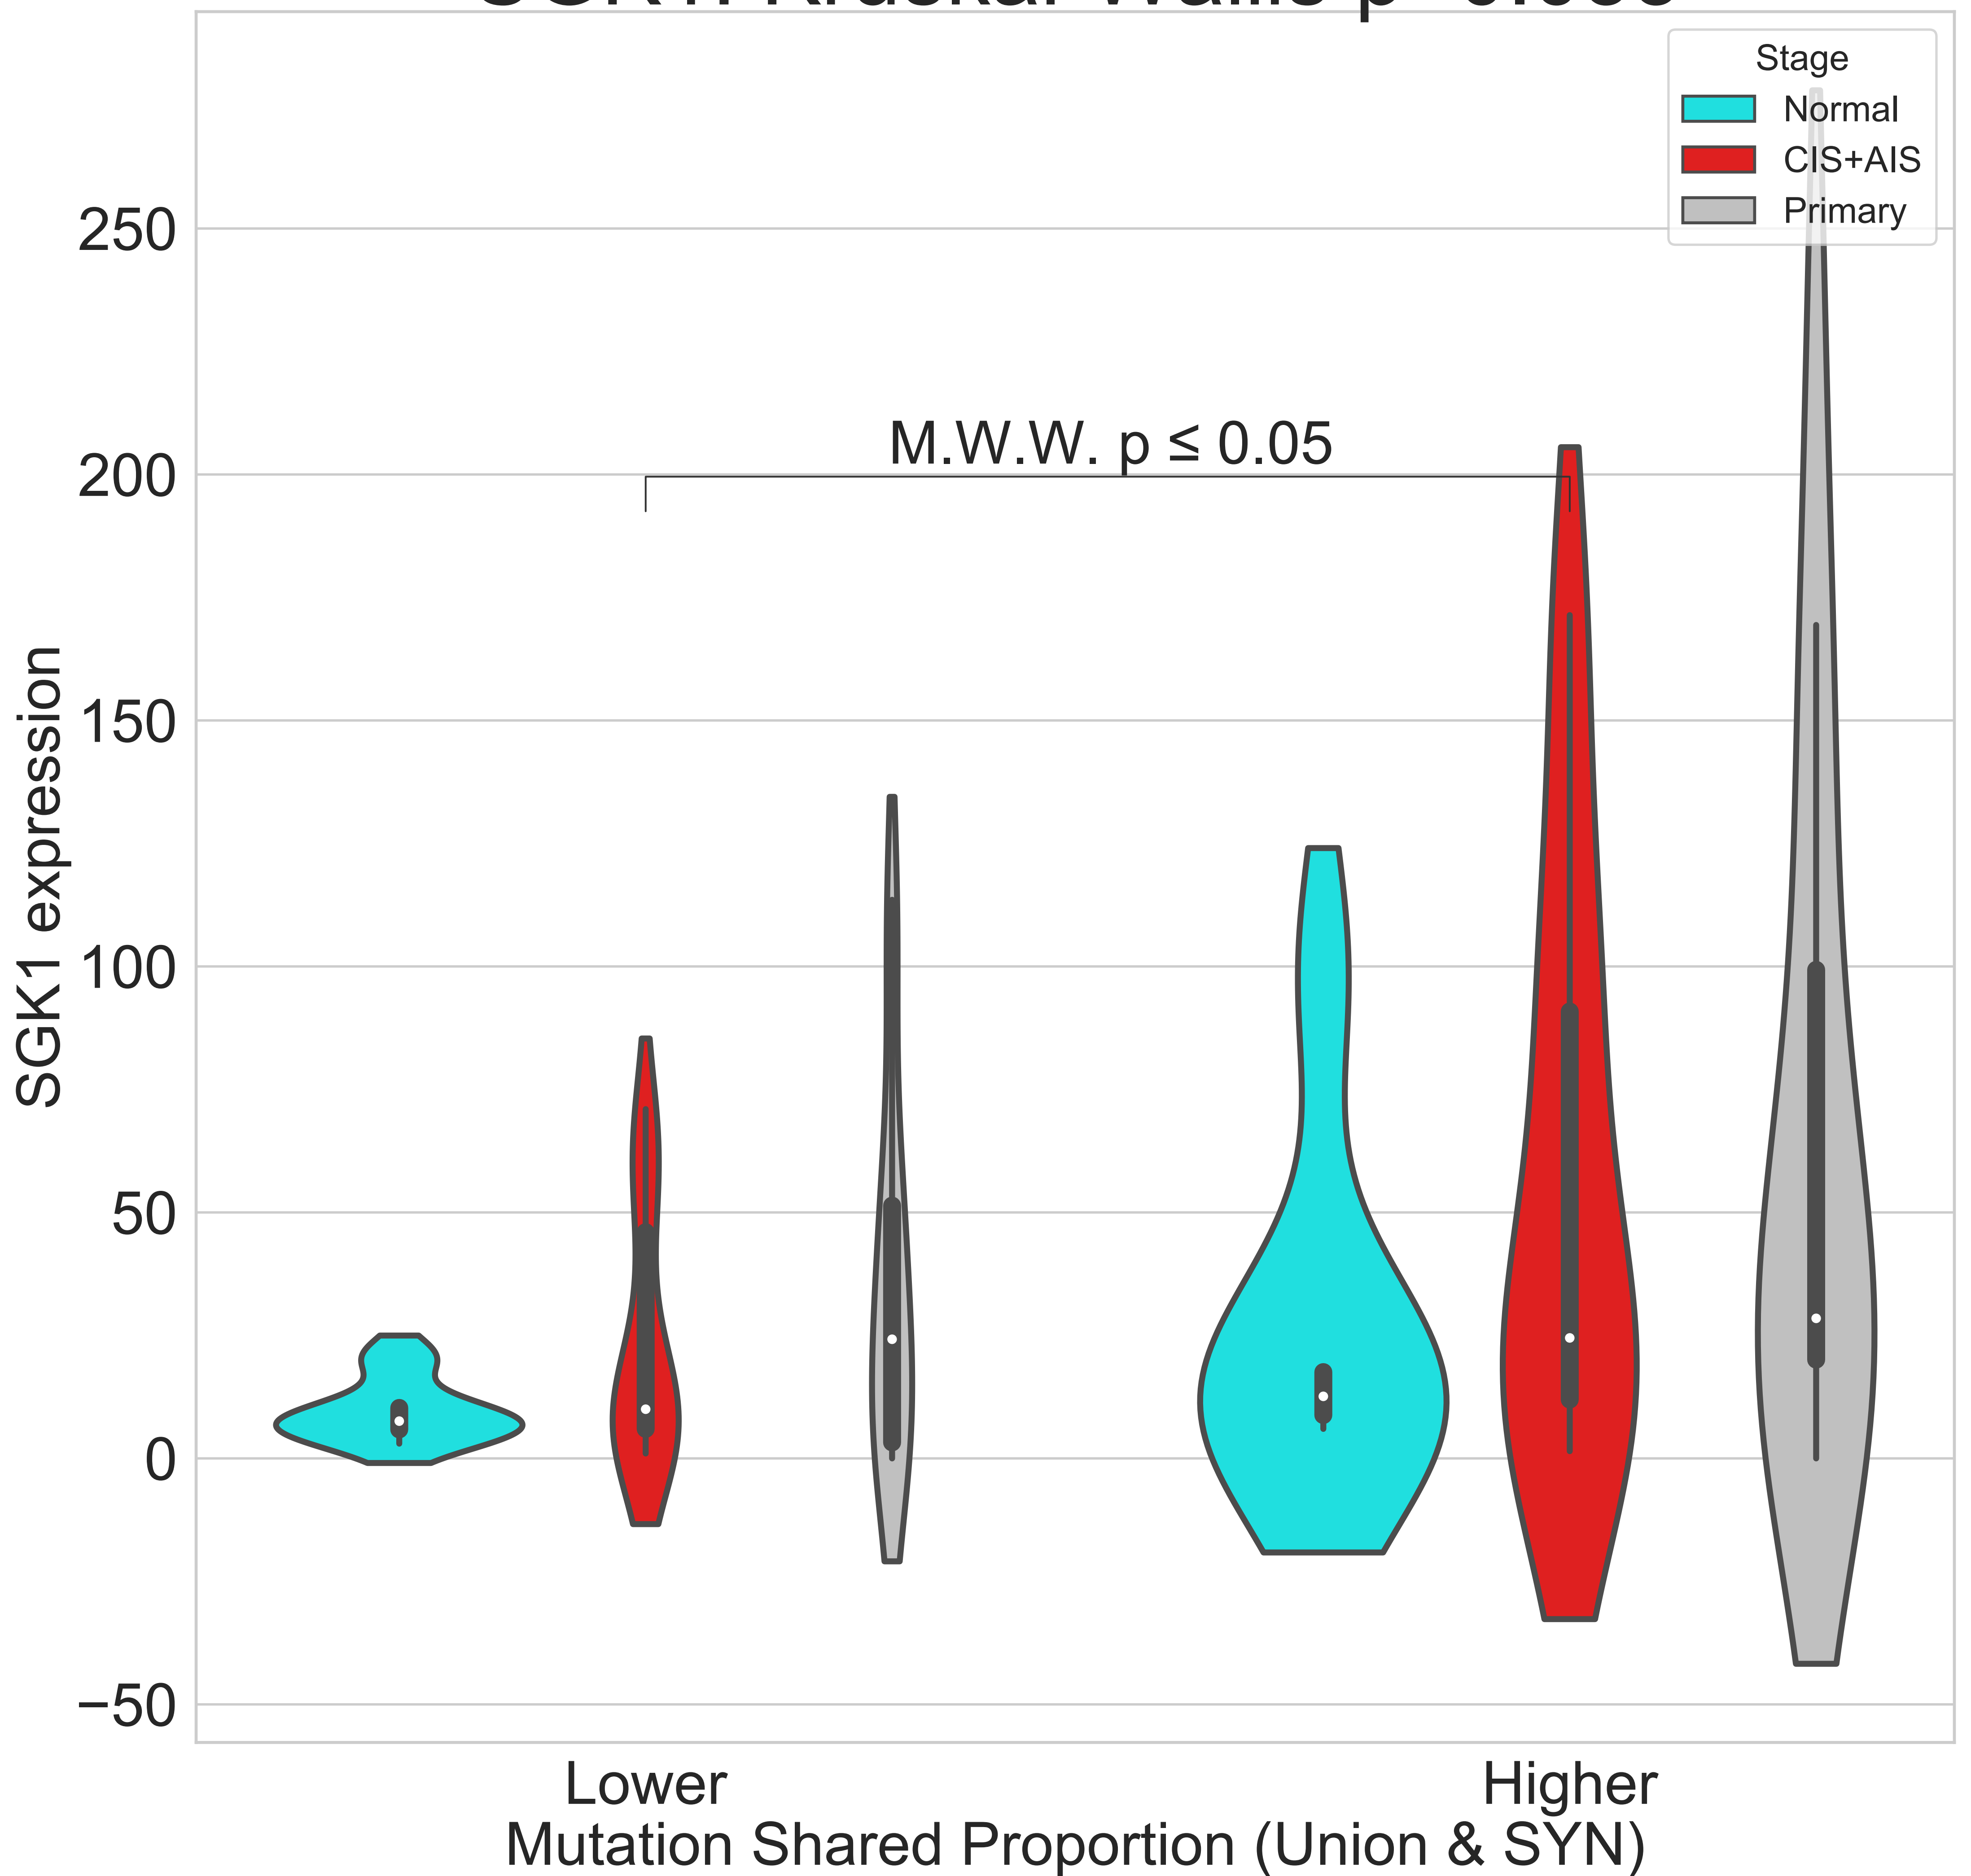 Stage
Normal
CIS+AIS
Primary
250
200
150
100
50
0
−50
SGK1 expression
M.W.W. p ≤ 0.05
Lower
Higher
Mutation Shared Proportion (Union & SYN)